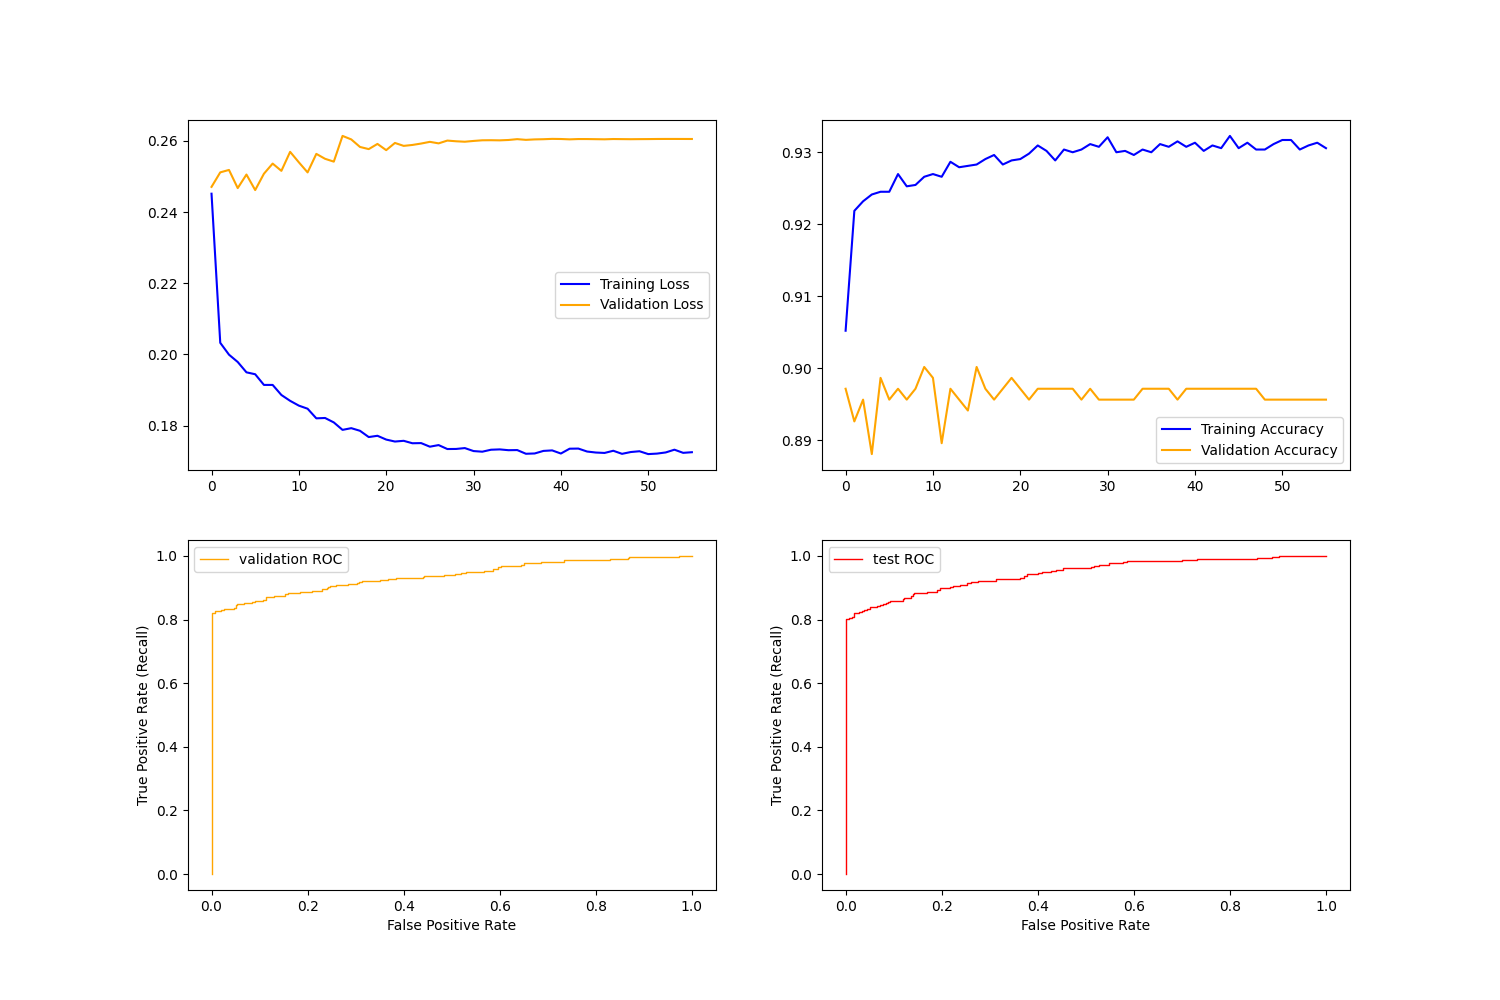 0.26
0.24
0.22
0.20
0.18
0 10 20 30 40 50
Training Loss
Validation Loss
0.93
0.92
0.91
0.90
0.89
0 10 20 30 40 50
Training Accuracy
Validation Accuracy
validation ROC
True Positive Rate (Recall)
1.0
0.8
0.6
0.4
0.2
0.0
0.0 0.2 0.4 0.6 0.8 1.0
False Positive Rate
test ROC
True Positive Rate (Recall)
1.0
0.8
0.6
0.4
0.2
0.0
0.0 0.2 0.4 0.6 0.8 1.0
False Positive Rate